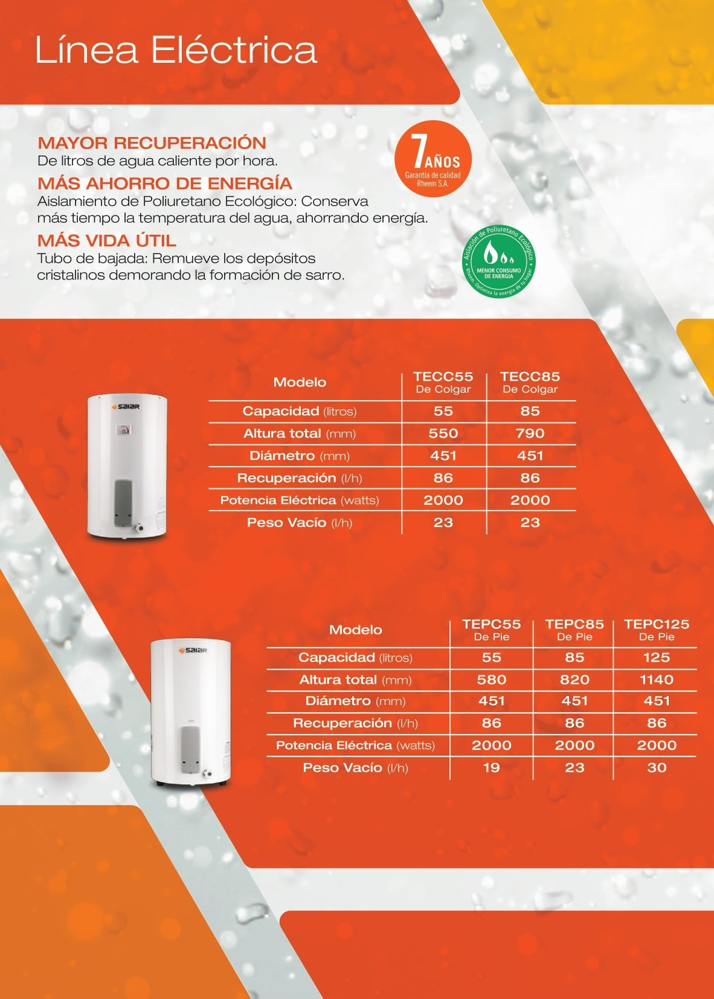 Línea Eléctrica
MAYOR RECUPERACIÓN
De litros de agua caliente por hora.
MÁS AHORRO DE ENERGÍA
Aislamiento de Poliuretano Ecológico: Conserva
más tiempo la temperatura del agua, ahorrando energía.
MÁS VIDA ÚTIL
Tubo de bajada: Remueve los depósitos
cristalinos demorando la formación de sarro.
7 AÑOS
Garantía de calidad
Rheem S.A.
Aislación de Poliuretano Ecológico
MENOR CONSUMO
DE ENERGIA
Rheem. Optimiza la energía de tu hogar
SAIAR
Modelo TECC55 TECC85
De Colgar De Colgar
Capacidad (litros) 55 85
Altura total (mm) 550 790
Diámetro (mm) 451 451
Recuperación (l/h) 86 86
Potencia Eléctrica (watts) 2000 2000
Peso Vacío (l/h) 23 23
SAIAR
Modelo TEPC55 TEPC85 TEPC125
De Pie De Pie De Pie
Capacidad (litros) 55 85 125
Altura total (mm) 580 820 1140
Diámetro (mm) 451 451 451
Recuperación (l/h) 86 86 86
Potencia Eléctrica (watts) 2000 2000 2000
Peso Vacío (l/h) 19 23 30